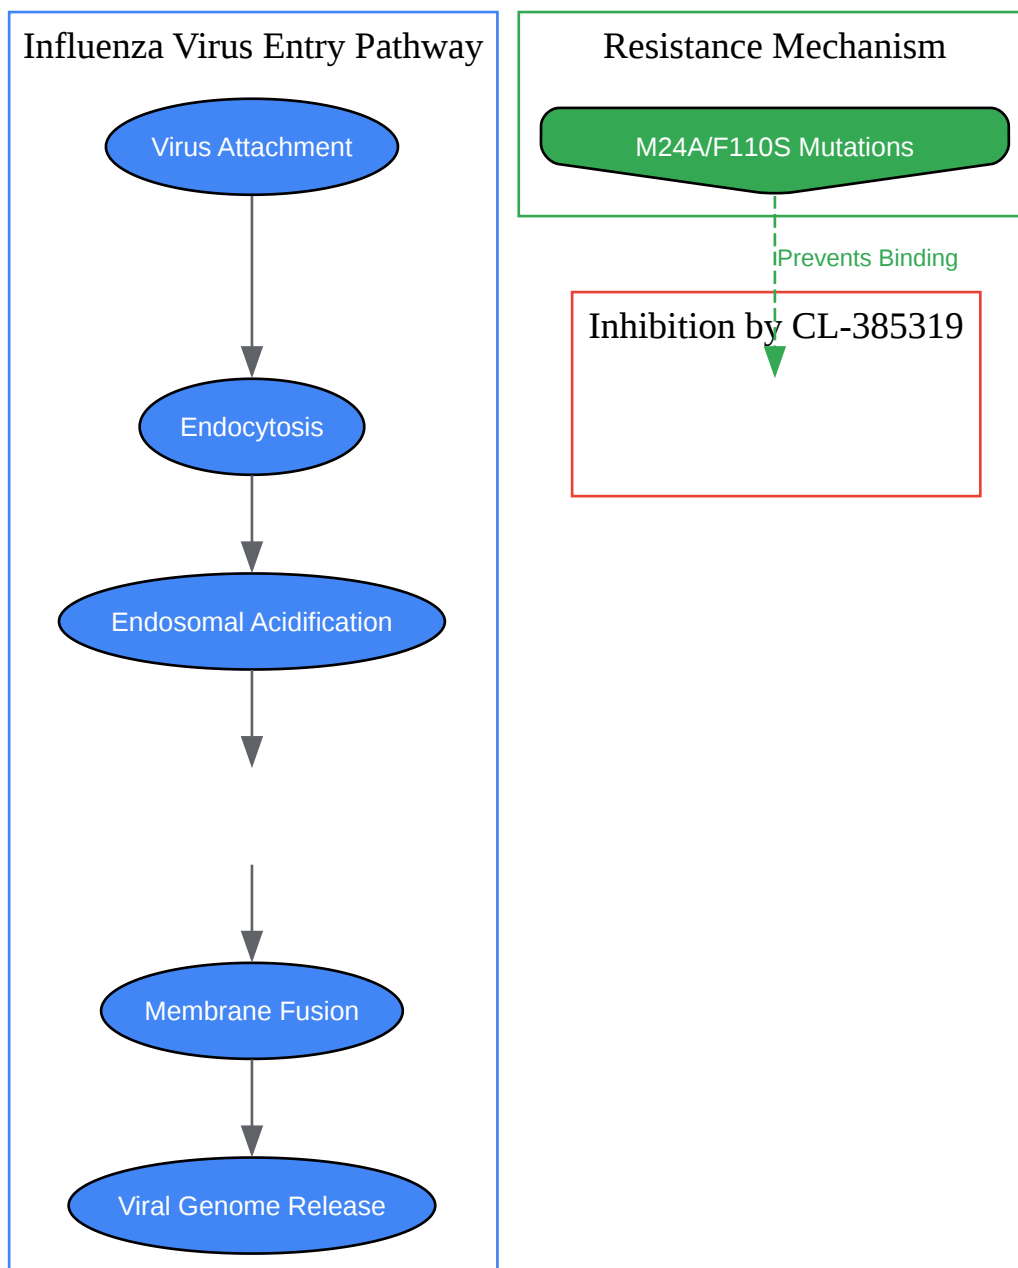 Influenza Virus Entry Pathway
Virus Attachment
Endocytosis
Endosomal Acidification
Membrane Fusion
Viral Genome Release
Resistance Mechanism
M24A/F110S Mutations
Prevents Binding
Inhibition by CL-385319